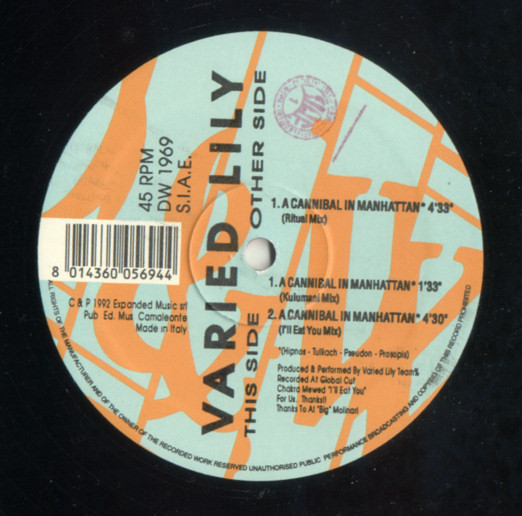 VARIED LILY
OTHER SIDE
1. A CANNIBAL IN MANHATTAN* 4'33"
(Ritual Mix)
THIS SIDE
1. A CANNIBAL IN MANHATTAN* 1'33"
(Kulumani Mix)
2. A CANNIBAL IN MANHATTAN* 4'30"
(I'll Eat You Mix)
*(Hipnos - Tulliach - Pseudon - Prosopis)
Produced & Performed By Varied Lily Team&
Recorded At Global Cut
Chakra Mewed "I'll Eat You"
For Us.. Thanks!!
Thanks To At "Big" Molinari
45 RPM
DW 1969
S.I.A.E.
8 014360 056944
C & P 1992 Expanded Music srl
Pub. Ed. Mus. Camaleonte
Made in Italy
ALL RIGHTS OF THE MANUFACTURER AND OF THE OWNER OF THE RECORDED WORK RESERVED UNAUTHORISED PUBLIC PERFORMANCE BROADCASTING AND COPYING OF THIS RECORD PROHIBITED